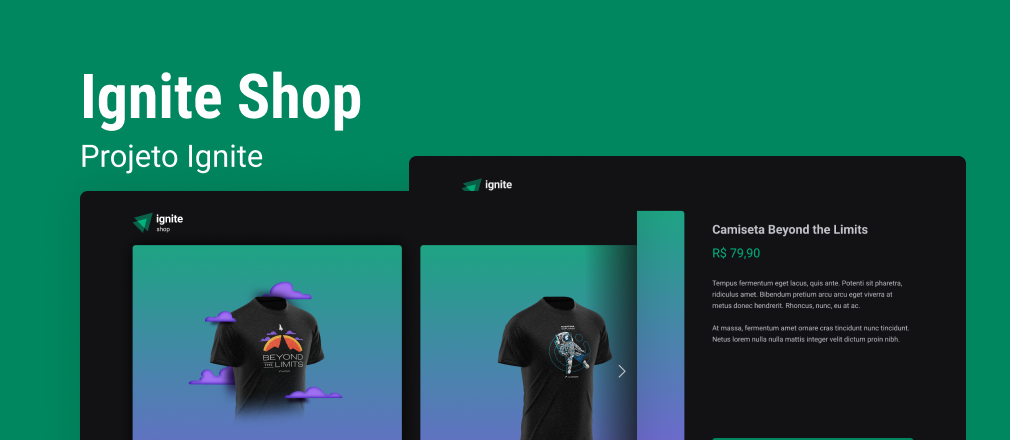 Ignite Shop
Projeto Ignite
ignite
ignite
shop
BEYOND
THE LIMITS
Camiseta Beyond the Limits
R$ 79,90
Tempus fermentum eget lacus, quis ante. Potenti sit pharetra,
ridiculus amet. Bibendum pretium arcu arcu eget viverra at
metus donec hendrerit. Rhoncus, nunc, eu at ac.
At massa, fermentum amet ornare cras tincidunt nunc tincidunt.
Netus lorem nulla nulla mattis integer velit dictum proin nibh.